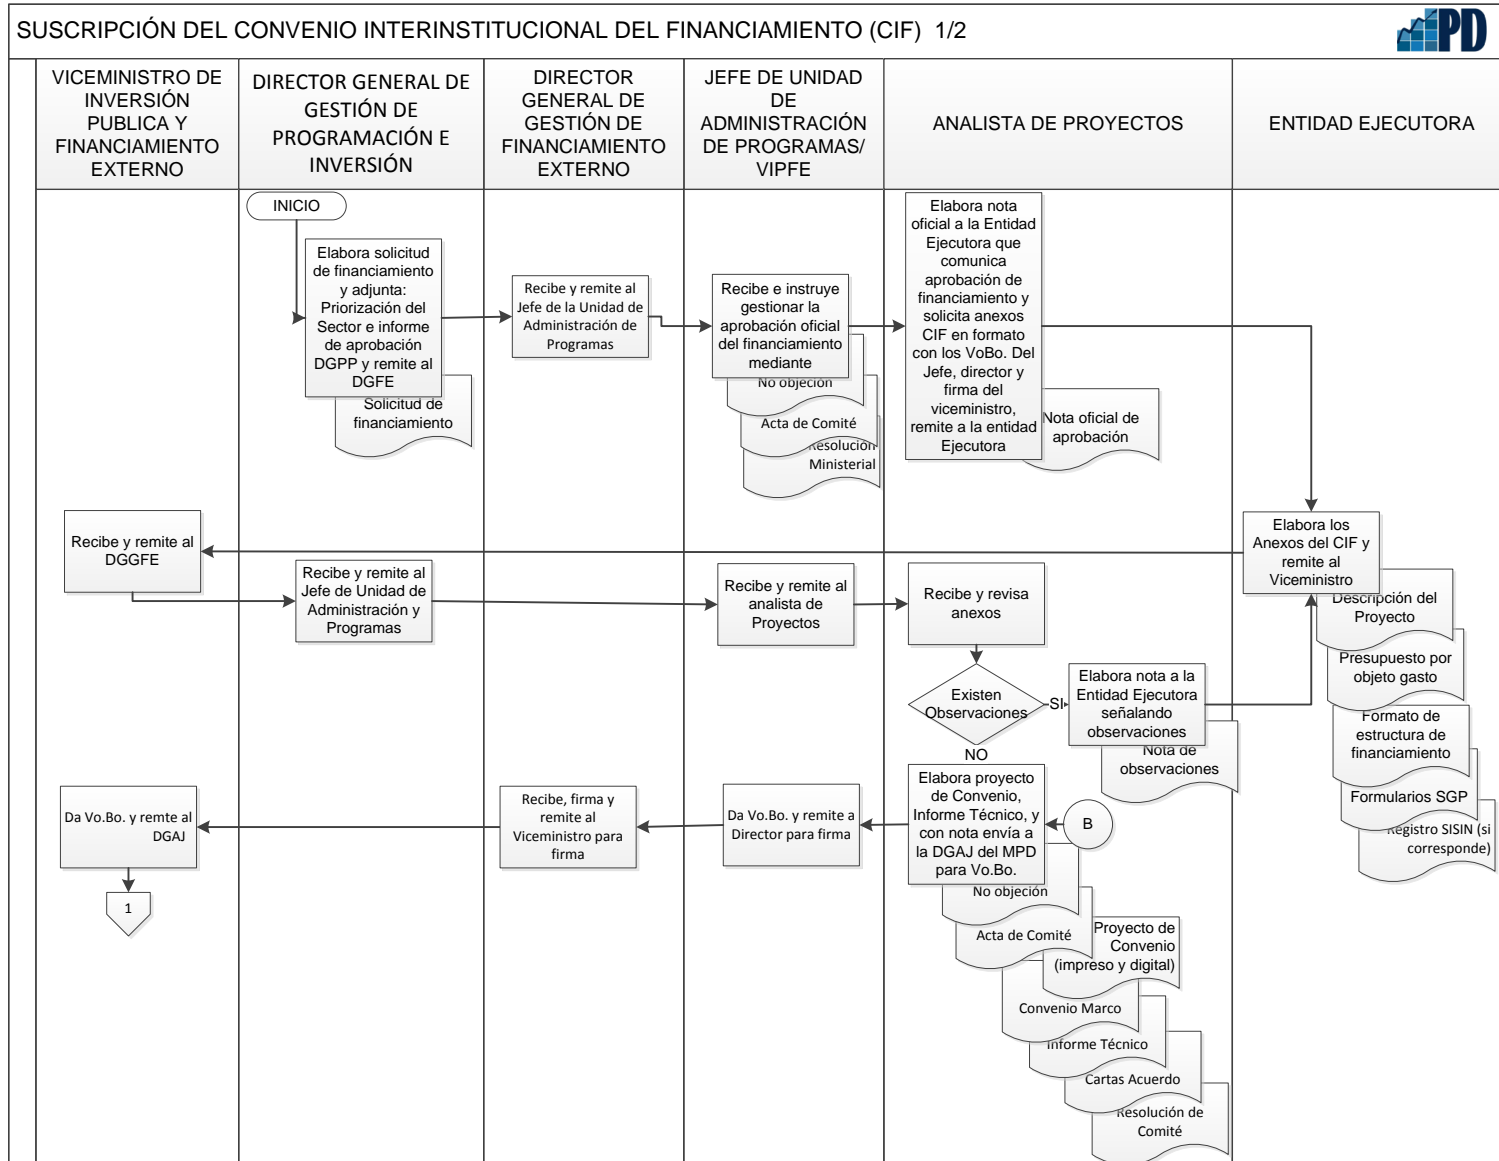 SUSCRIPCIÓN DEL CONVENIO INTERINSTITUCIONAL DEL FINANCIAMIENTO (CIF) 1/2
PD
VICEMINISTRO DE
INVERSIÓN
PUBLICA Y
FINANCIAMIENTO
EXTERNO
DIRECTOR GENERAL DE
GESTIÓN DE
PROGRAMACIÓN E
INVERSIÓN
DIRECTOR
GENERAL DE
GESTIÓN DE
FINANCIAMIENTO
EXTERNO
JEFE DE UNIDAD
DE
ADMINISTRACIÓN
DE PROGRAMAS/
VIPFE
ANALISTA DE PROYECTOS
ENTIDAD EJECUTORA
INICIO
Elabora solicitud
de financiamiento
y adjunta:
Priorización del
Sector e informe
de aprobación
DGPP y remite al
DGFE
Solicitud de
financiamiento
Recibe y remite al
Jefe de la Unidad de
Administración de
Programas
Recibe e instruye
gestionar la
aprobación oficial
del financiamiento
mediante
No objeción
Acta de Comité
Resolución
Ministerial
Elabora nota
oficial a la Entidad
Ejecutora que
comunica
aprobación de
financiamiento y
solicita anexos
CIF en formato
con los VoBo. Del
Jefe, director y
firma del
viceministro,
remite a la entidad
Ejecutora
Nota oficial de
aprobación
Elabora los
Anexos del CIF y
remite al
Viceministro
Descripción del
Proyecto
Presupuesto por
objeto gasto
Formato de
estructura de
financiamiento
Formularios SGP
Registro SISIN (si
corresponde)
Recibe y remite al
DGGFE
Recibe y remite al
Jefe de Unidad de
Administración y
Programas
Recibe y remite al
analista de
Proyectos
Recibe y revisa
anexos
Existen
Observaciones
SI
NO
Elabora nota a la
Entidad Ejecutora
señalando
observaciones
Nota de
observaciones
Elabora proyecto
de Convenio,
Informe Técnico, y
con nota envía a
la DGAJ del MPD
para Vo.Bo.
B
No objeción
Acta de Comité
Proyecto de
Convenio
(impreso y digital)
Convenio Marco
Informe Técnico
Cartas Acuerdo
Resolución de
Comité
Da Vo.Bo. y remite a
Director para firma
Recibe, firma y
remite al
Viceministro para
firma
Da Vo.Bo. y remte al
DGAJ
1